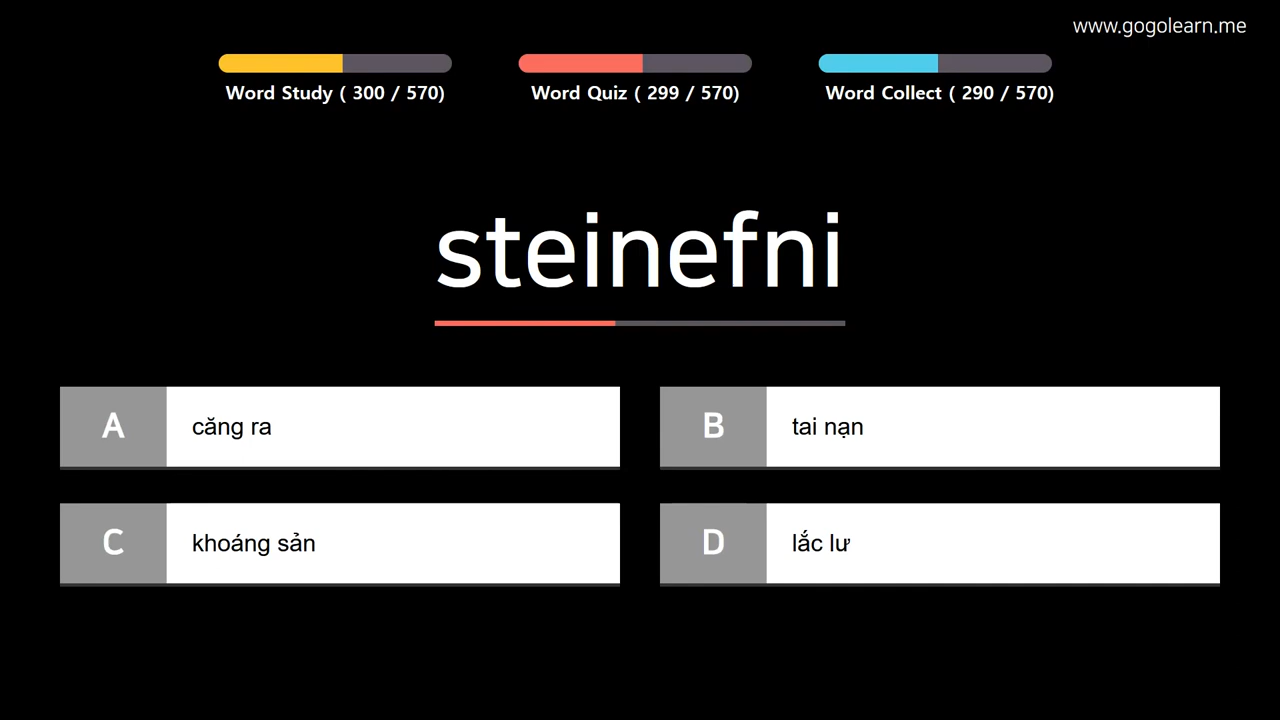 www.gogolearn.me
Word Study ( 300 / 570)
Word Quiz ( 299 / 570)
Word Collect ( 290 / 570)
steinefni
A căng ra
B tai nạn
C khoáng sản
D lắc lư